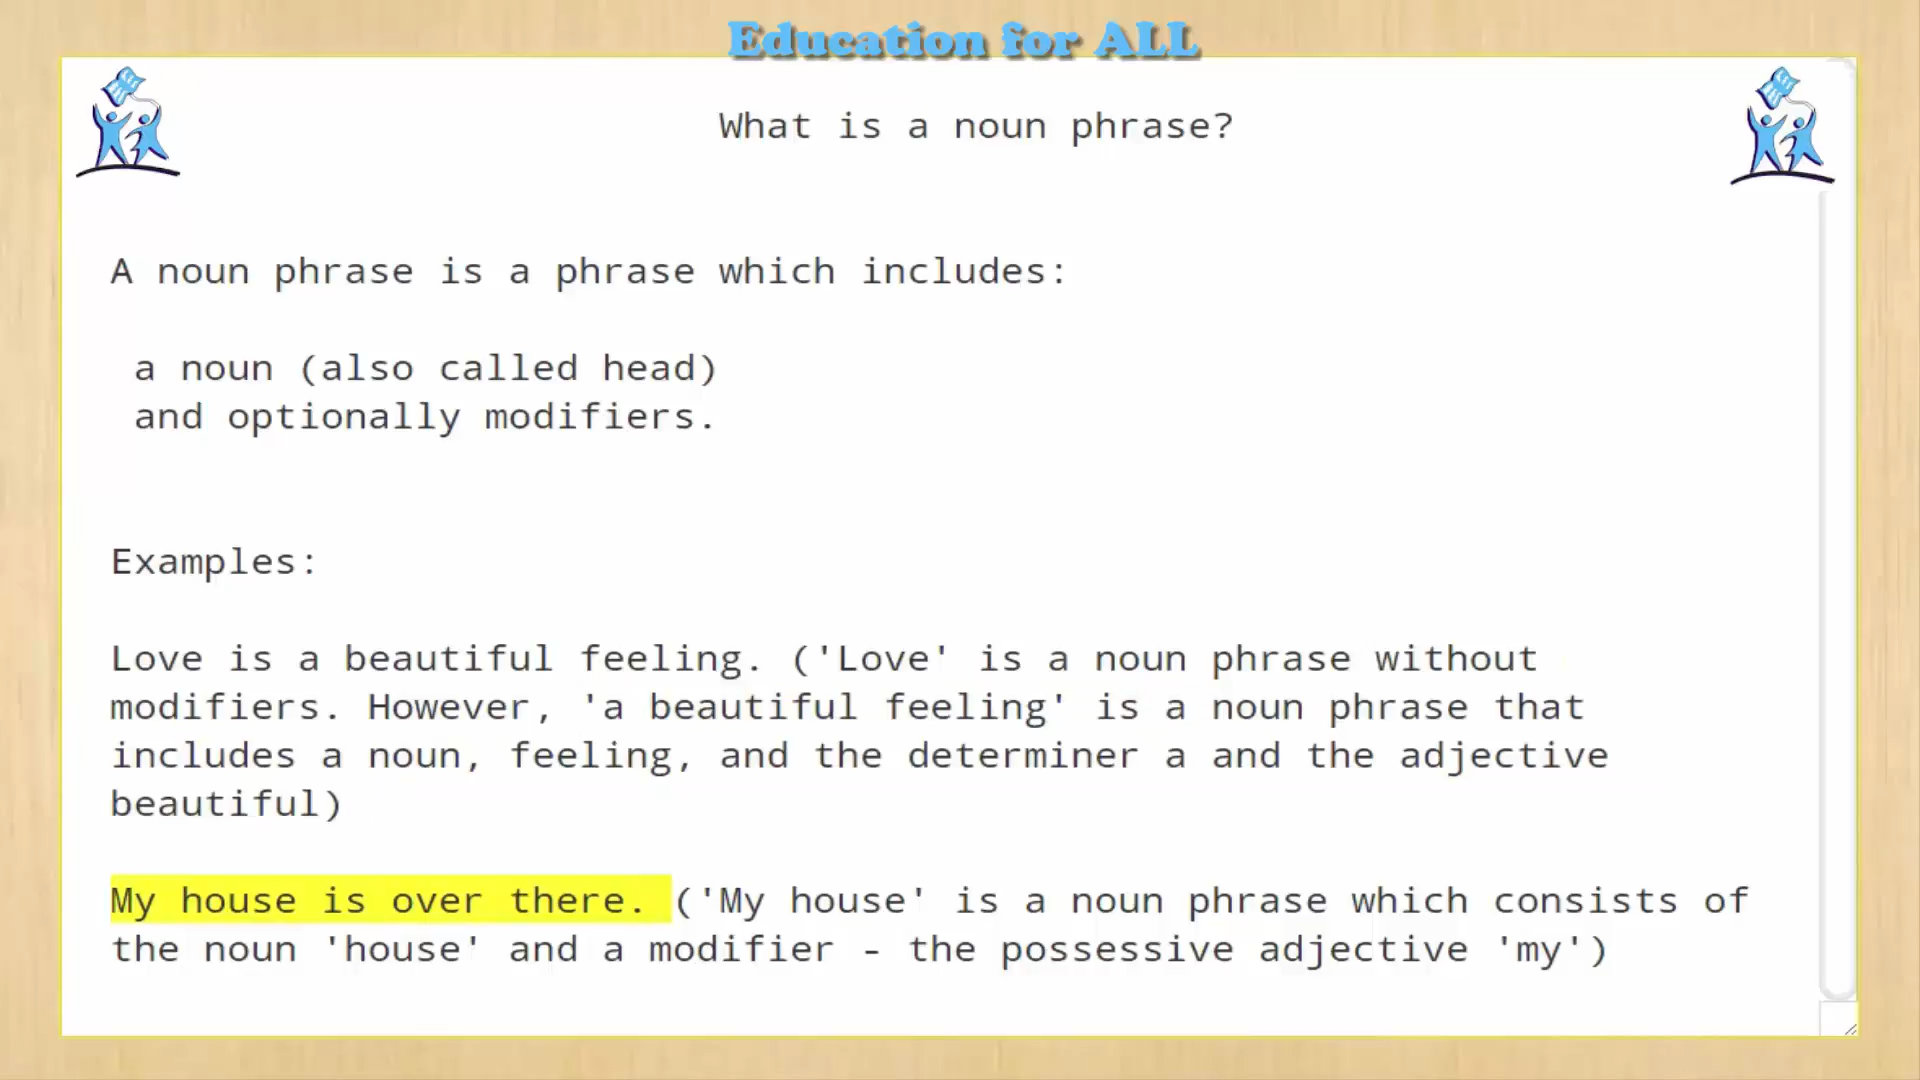 Education for ALL
What is a noun phrase?
A noun phrase is a phrase which includes:
a noun (also called head)
and optionally modifiers.
Examples:
Love is a beautiful feeling. ('Love' is a noun phrase without
modifiers. However, 'a beautiful feeling' is a noun phrase that
includes a noun, feeling, and the determiner a and the adjective
beautiful)
My house is over there. ('My house' is a noun phrase which consists of
the noun 'house' and a modifier - the possessive adjective 'my')